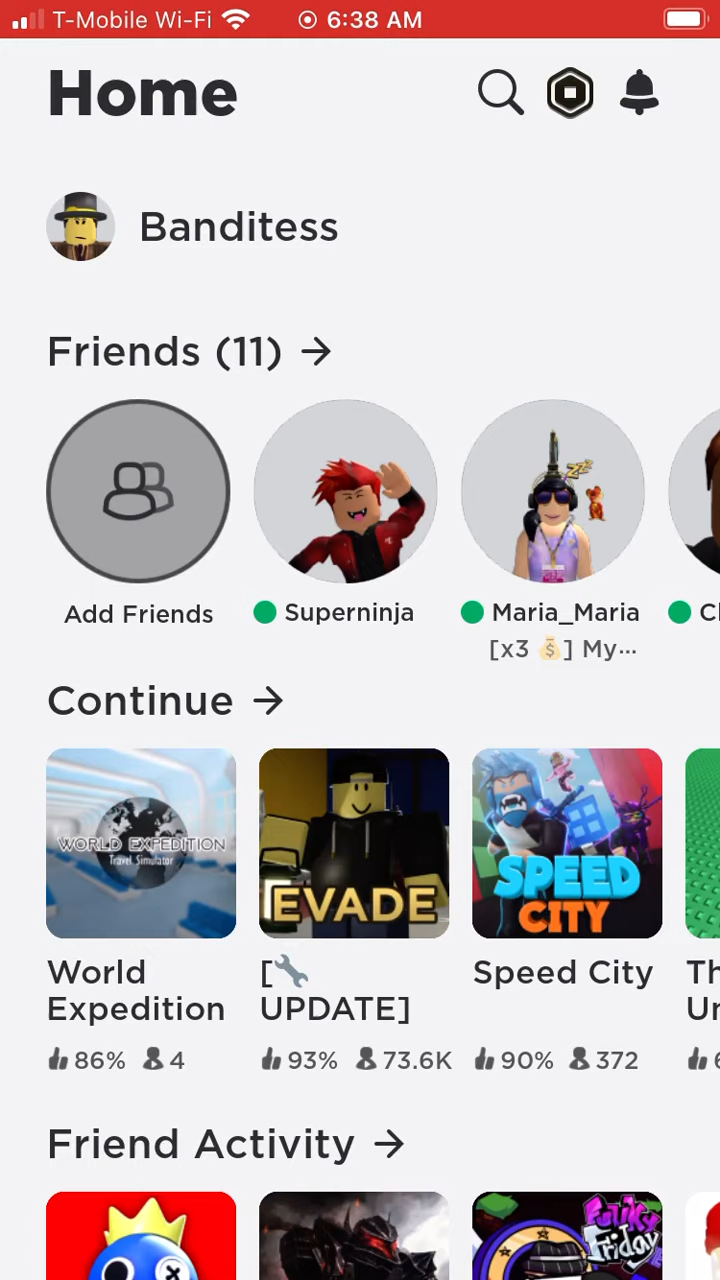 T-Mobile Wi-Fi 6:38 AM
Home
Banditess
Friends (11) →
Add Friends
Superninja
Maria_Maria
[x3 💰] My...
Continue →
WORLD EXPEDITION
Travel Simulator
EVADE
SPEED
CITY
World
Expedition
[🔧
UPDATE]
Speed City
86% 4
93% 73.6K
90% 372
Friend Activity →
Funky
Friday